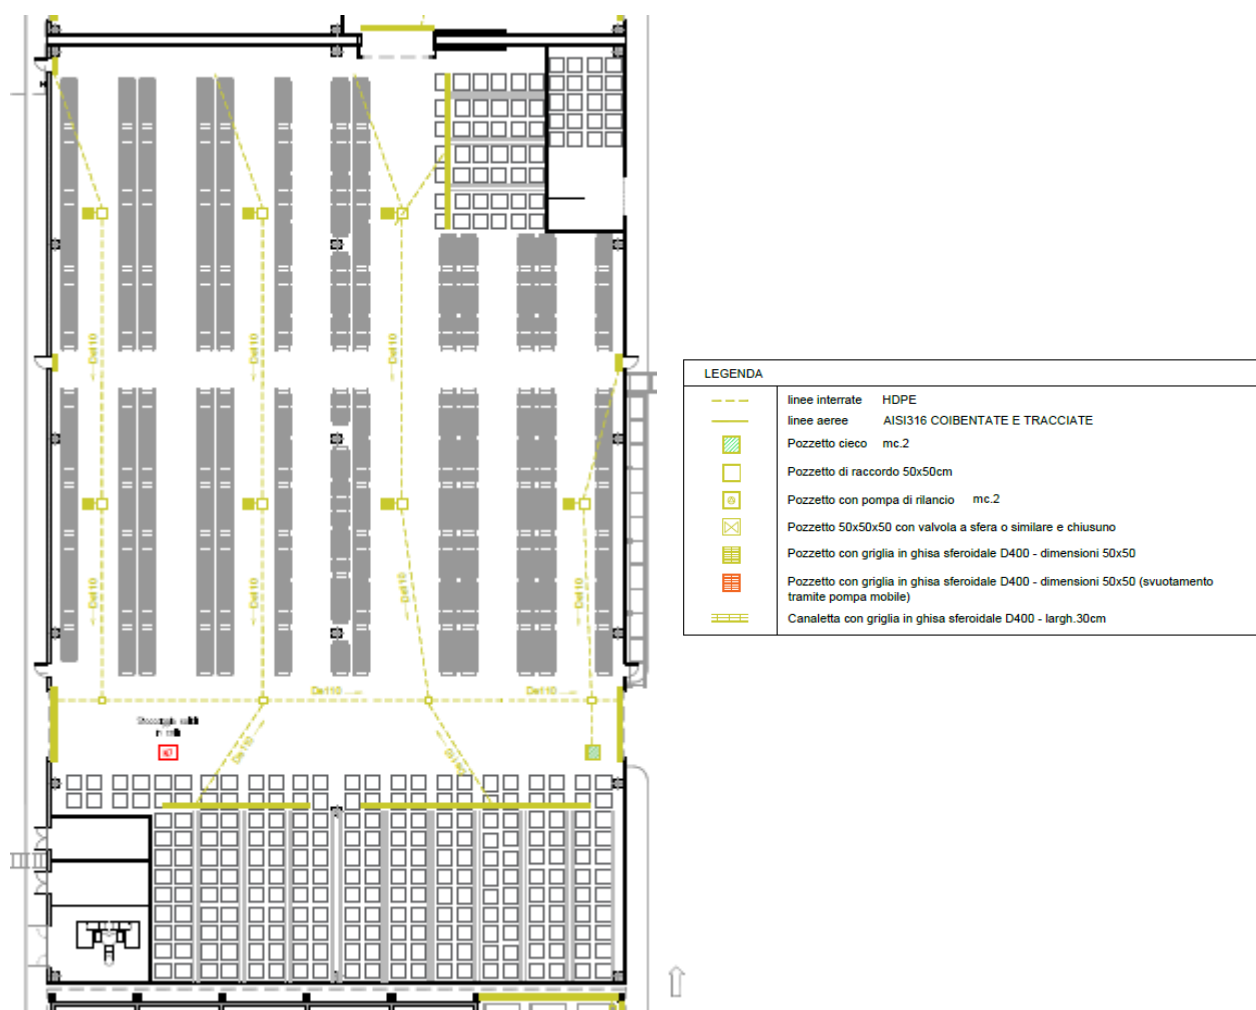 De110
De110
De110
LEGENDA
linee interrate HDPE
linee aeree AISI316 COIBENTATE E TRACCIATE
Pozzetto cieco mc.2
Pozzetto di raccordo 50x50cm
Pozzetto con pompa di rilancio mc.2
Pozzetto 50x50x50 con valvola a sfera o similare e chiusuno
Pozzetto con griglia in ghisa sferoidale D400 - dimensioni 50x50
Pozzetto con griglia in ghisa sferoidale D400 - dimensioni 50x50 (svuotamento
tramite pompa mobile)
Canaletta con griglia in ghisa sferoidale D400 - largh.30cm
De110
De110
De110
De110
De110
De110
De110